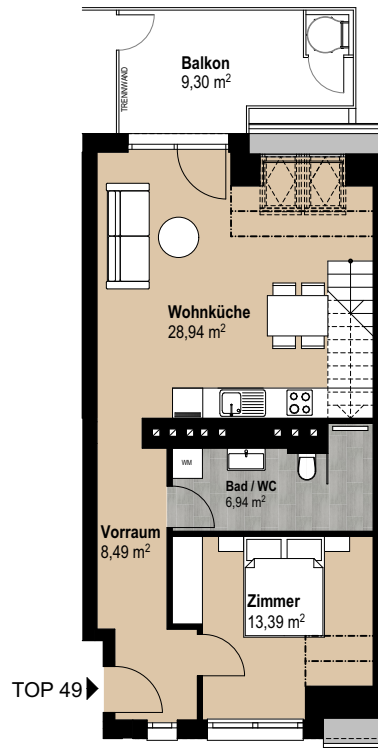 Balkon
9,30 m²
TRENNWAND
Wohnküche
28,94 m²
WM
Bad / WC
6,94 m²
Vorraum
8,49 m²
Zimmer
13,39 m²
TOP 49